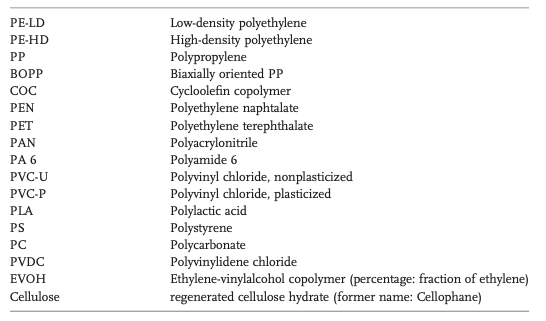 PE-LD Low-density polyethylene
PE-HD High-density polyethylene
PP Polypropylene
BOPP Biaxially oriented PP
COC Cycloolefin copolymer
PEN Polyethylene naphtalate
PET Polyethylene terephthalate
PAN Polyacrylonitrile
PA 6 Polyamide 6
PVC-U Polyvinyl chloride, nonplasticized
PVC-P Polyvinyl chloride, plasticized
PLA Polylactic acid
PS Polystyrene
PC Polycarbonate
PVDC Polyvinylidene chloride
EVOH Ethylene-vinylalcohol copolymer (percentage: fraction of ethylene)
Cellulose regenerated cellulose hydrate (former name: Cellophane)